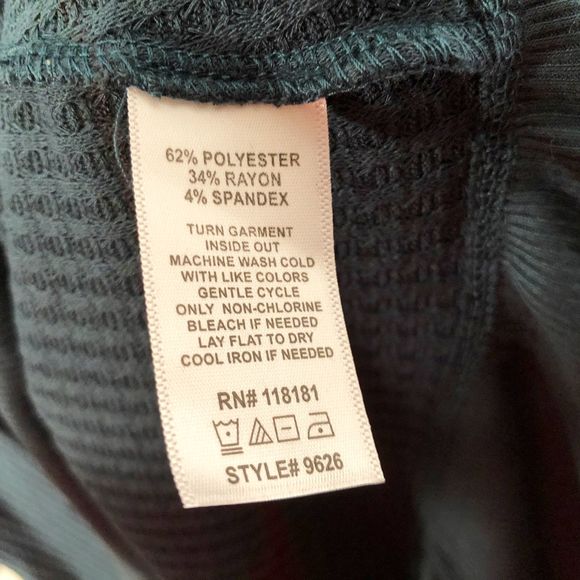 62% POLYESTER
34% RAYON
4% SPANDEX
TURN GARMENT
INSIDE OUT
MACHINE WASH COLD
WITH LIKE COLORS
GENTLE CYCLE
ONLY NON-CHLORINE
BLEACH IF NEEDED
LAY FLAT TO DRY
COOL IRON IF NEEDED
RN# 118181
STYLE# 9626